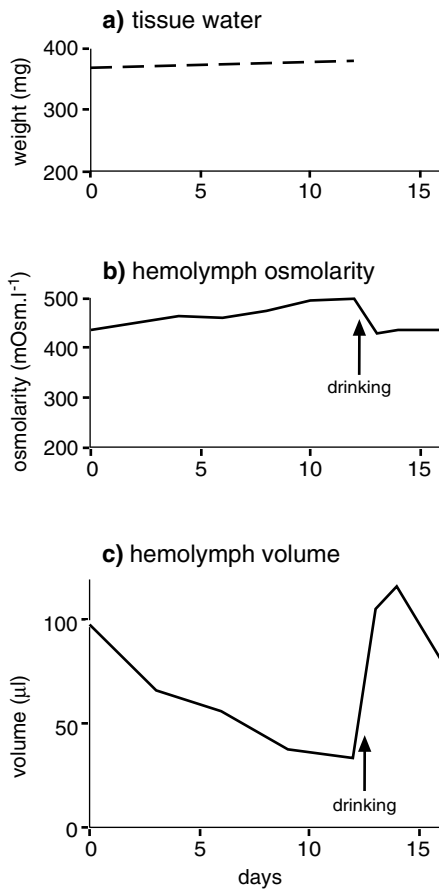 a) tissue water
weight (mg)
400
300
200
0 5 10 15
b) hemolymph osmolarity
osmolarity (mOsm.l⁻¹)
500
400
300
200
drinking
0 5 10 15
c) hemolymph volume
volume (µl)
100
50
0
drinking
0 5 10 15
days